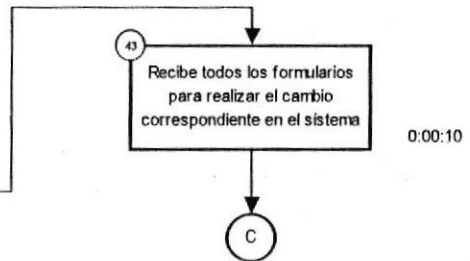 43
Recibe todos los formularios
para realizar el cambio
correspondiente en el sistema
0:00:10
C